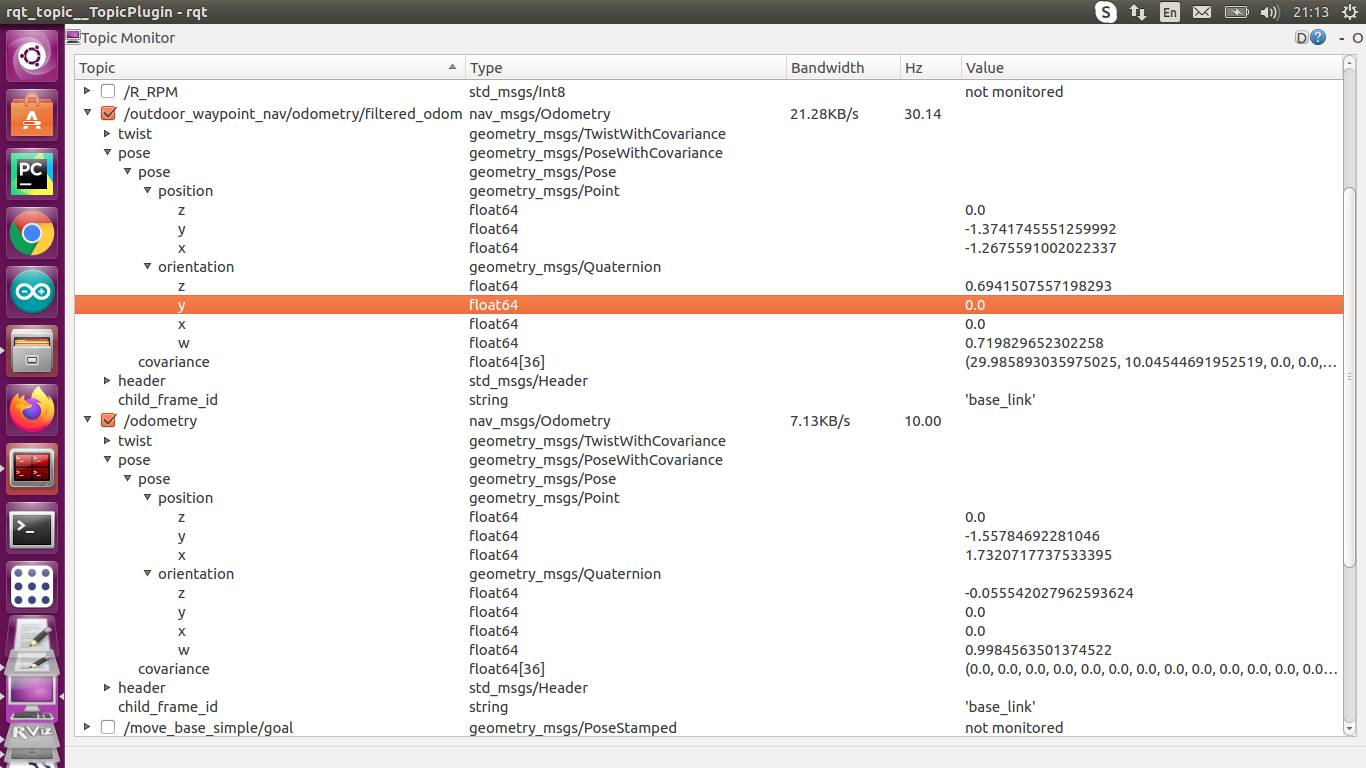 rqt_topic__TopicPlugin - rqt
En
21:13
Topic Monitor
D
- O
Topic Type Bandwidth Hz Value
/R_RPM std_msgs/Int8 not monitored
/outdoor_waypoint_nav/odometry/filtered_odom nav_msgs/Odometry 21.28KB/s 30.14
twist geometry_msgs/TwistWithCovariance
pose geometry_msgs/PoseWithCovariance
pose geometry_msgs/Pose
position geometry_msgs/Point
z float64 0.0
y float64 -1.3741745551259992
x float64 -1.2675591002022337
orientation geometry_msgs/Quaternion
z float64 0.6941507557198293
y float64 0.0
x float64 0.0
w float64 0.719829652302258
covariance float64[36] (29.985893035975025, 10.04544691952519, 0.0, 0.0,...
header std_msgs/Header
child_frame_id string 'base_link'
/odometry nav_msgs/Odometry 7.13KB/s 10.00
twist geometry_msgs/TwistWithCovariance
pose geometry_msgs/PoseWithCovariance
pose geometry_msgs/Pose
position geometry_msgs/Point
z float64 0.0
y float64 -1.55784692281046
x float64 1.7320717737533395
orientation geometry_msgs/Quaternion
z float64 -0.055542027962593624
y float64 0.0
x float64 0.0
w float64 0.9984563501374522
covariance float64[36] (0.0, 0.0, 0.0, 0.0, 0.0, 0.0, 0.0, 0.0, 0.0, 0.0, 0.0, 0.0, 0.0...
header std_msgs/Header
child_frame_id string 'base_link'
/move_base_simple/goal geometry_msgs/PoseStamped not monitored
PC
RViz